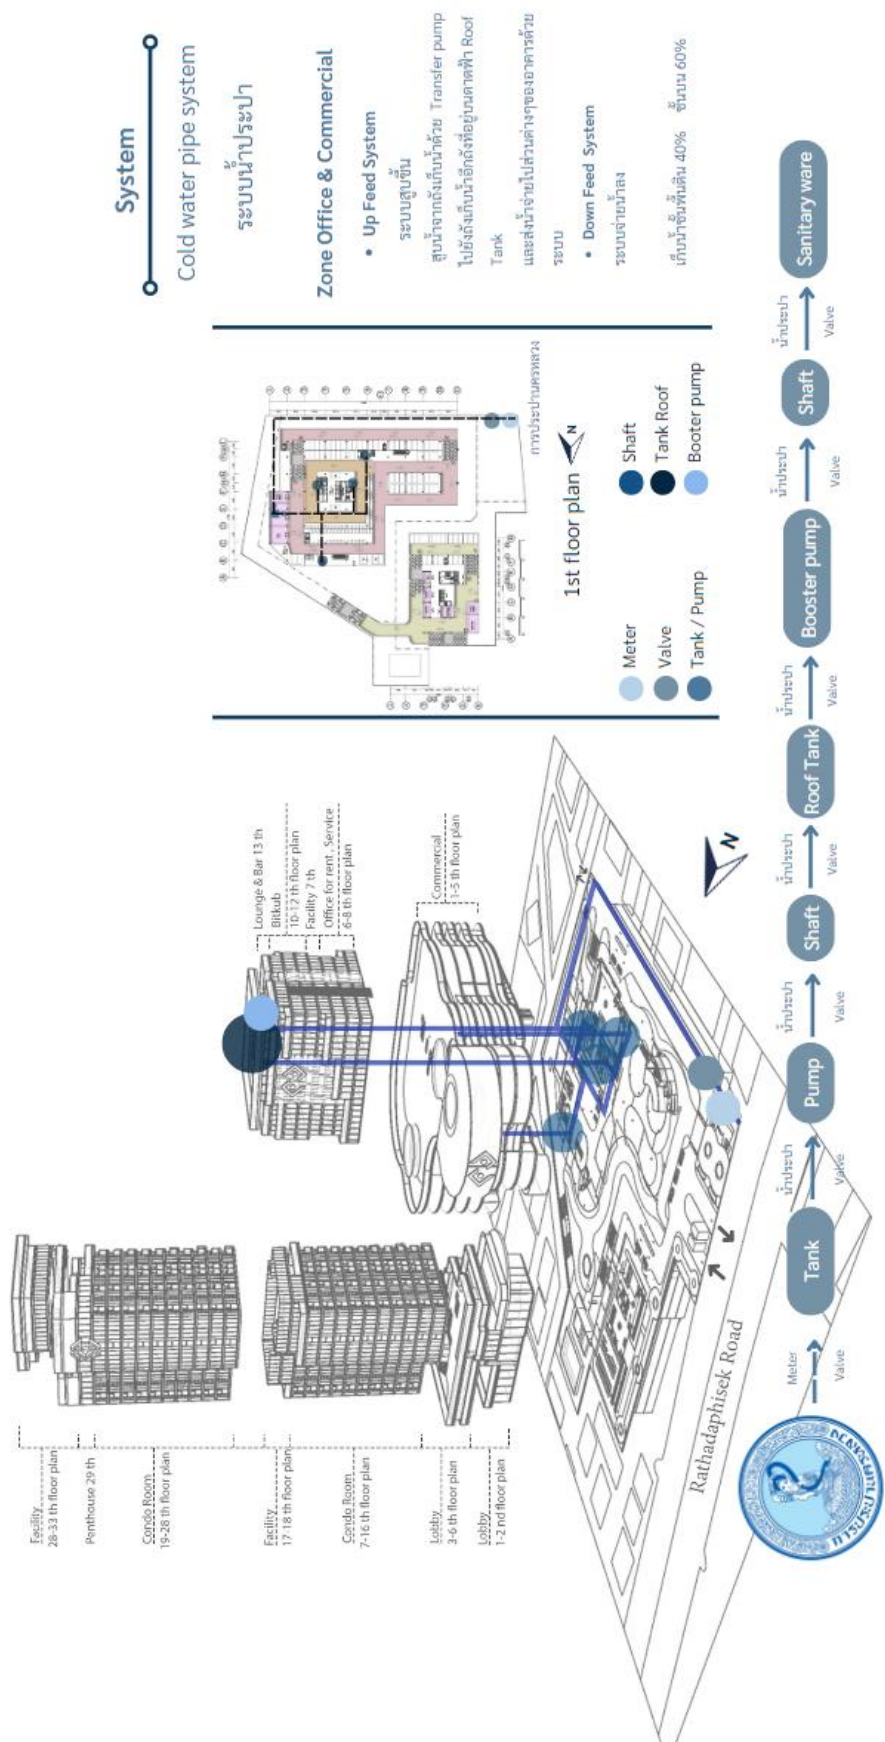 System
Cold water pipe system
ระบบน้ำประปา
Zone Office & Commercial
• Up Feed System
ระบบสูบขึ้น
สูบน้ำจากถังเก็บน้ำด้วย Transfer pump
ไปยังถังเก็บน้ำอีกถังที่อยู่บนดาดฟ้า Roof
Tank
และส่งน้ำจ่ายไปส่วนต่างๆของอาคารด้วย
ระบบ
• Down Feed System
ระบบจ่ายน้ำลง
เก็บน้ำชั้นพื้นดิน 40% ชั้นบน 60%
การประปานครหลวง
1st floor plan
N
Meter
Valve
Tank / Pump
Shaft
Tank Roof
Booter pump
Facility
28-33 th floor plan
Penthouse 29 th
Condo Room
19-28 th floor plan
Facility
17-18 th floor plan
Condo Room
7-16 th floor plan
Lobby
3-6 th floor plan
Lobby
1-2 nd floor plan
Lounge & Bar 13 th
Bitkub
10-12 th floor plan
Facility 7 th
Office for rent , Service
6-8 th floor plan
Commercial
1-5 th floor plan
N
Rathadaphisek Road
การประปานครหลวง
Meter
Valve
Tank
น้ำประปา
Valve
Pump
น้ำประปา
Valve
Shaft
น้ำประปา
Valve
Roof Tank
น้ำประปา
Valve
Booster pump
น้ำประปา
Valve
Shaft
น้ำประปา
Valve
Sanitary ware